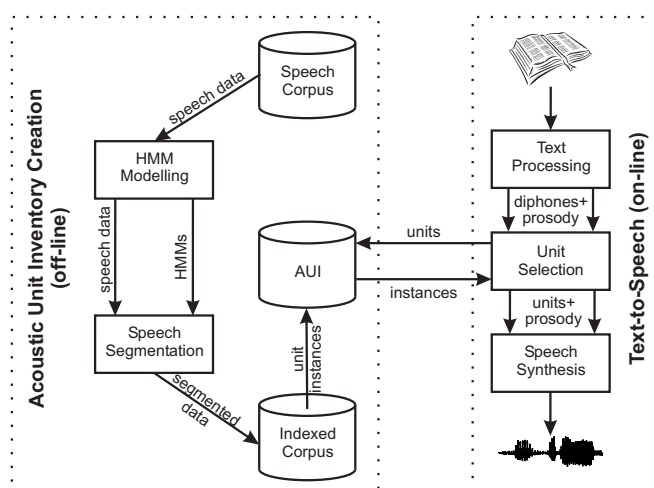 Acoustic Unit Inventory Creation
(off-line)
Speech
Corpus
speech data
HMM
Modelling
speech data
HMMs
Speech
Segmentation
segmented
data
Indexed
Corpus
unit
instances
AUI
units
instances
Text
Processing
diphones+
prosody
Unit
Selection
units+
prosody
Speech
Synthesis
Text-to-Speech (on-line)